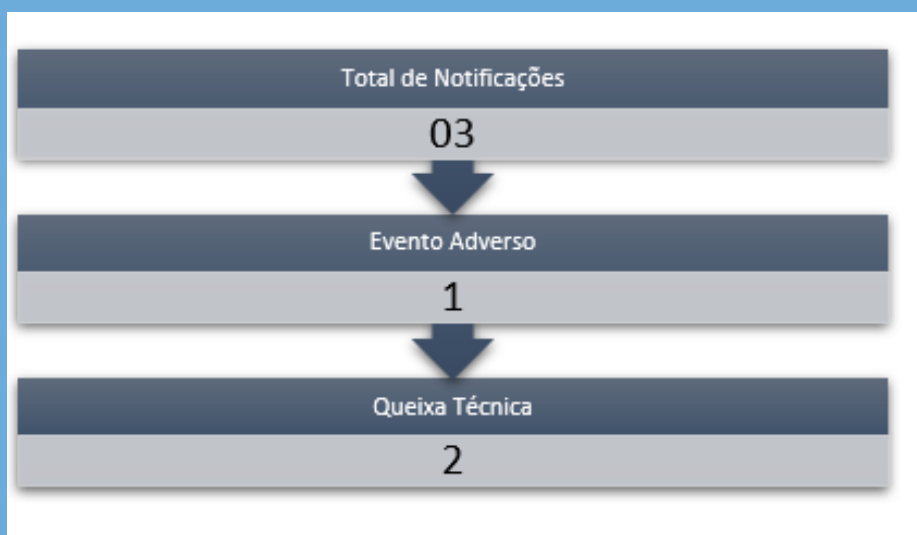 Total de Notificações
03
Evento Adverso
1
Queixa Técnica
2